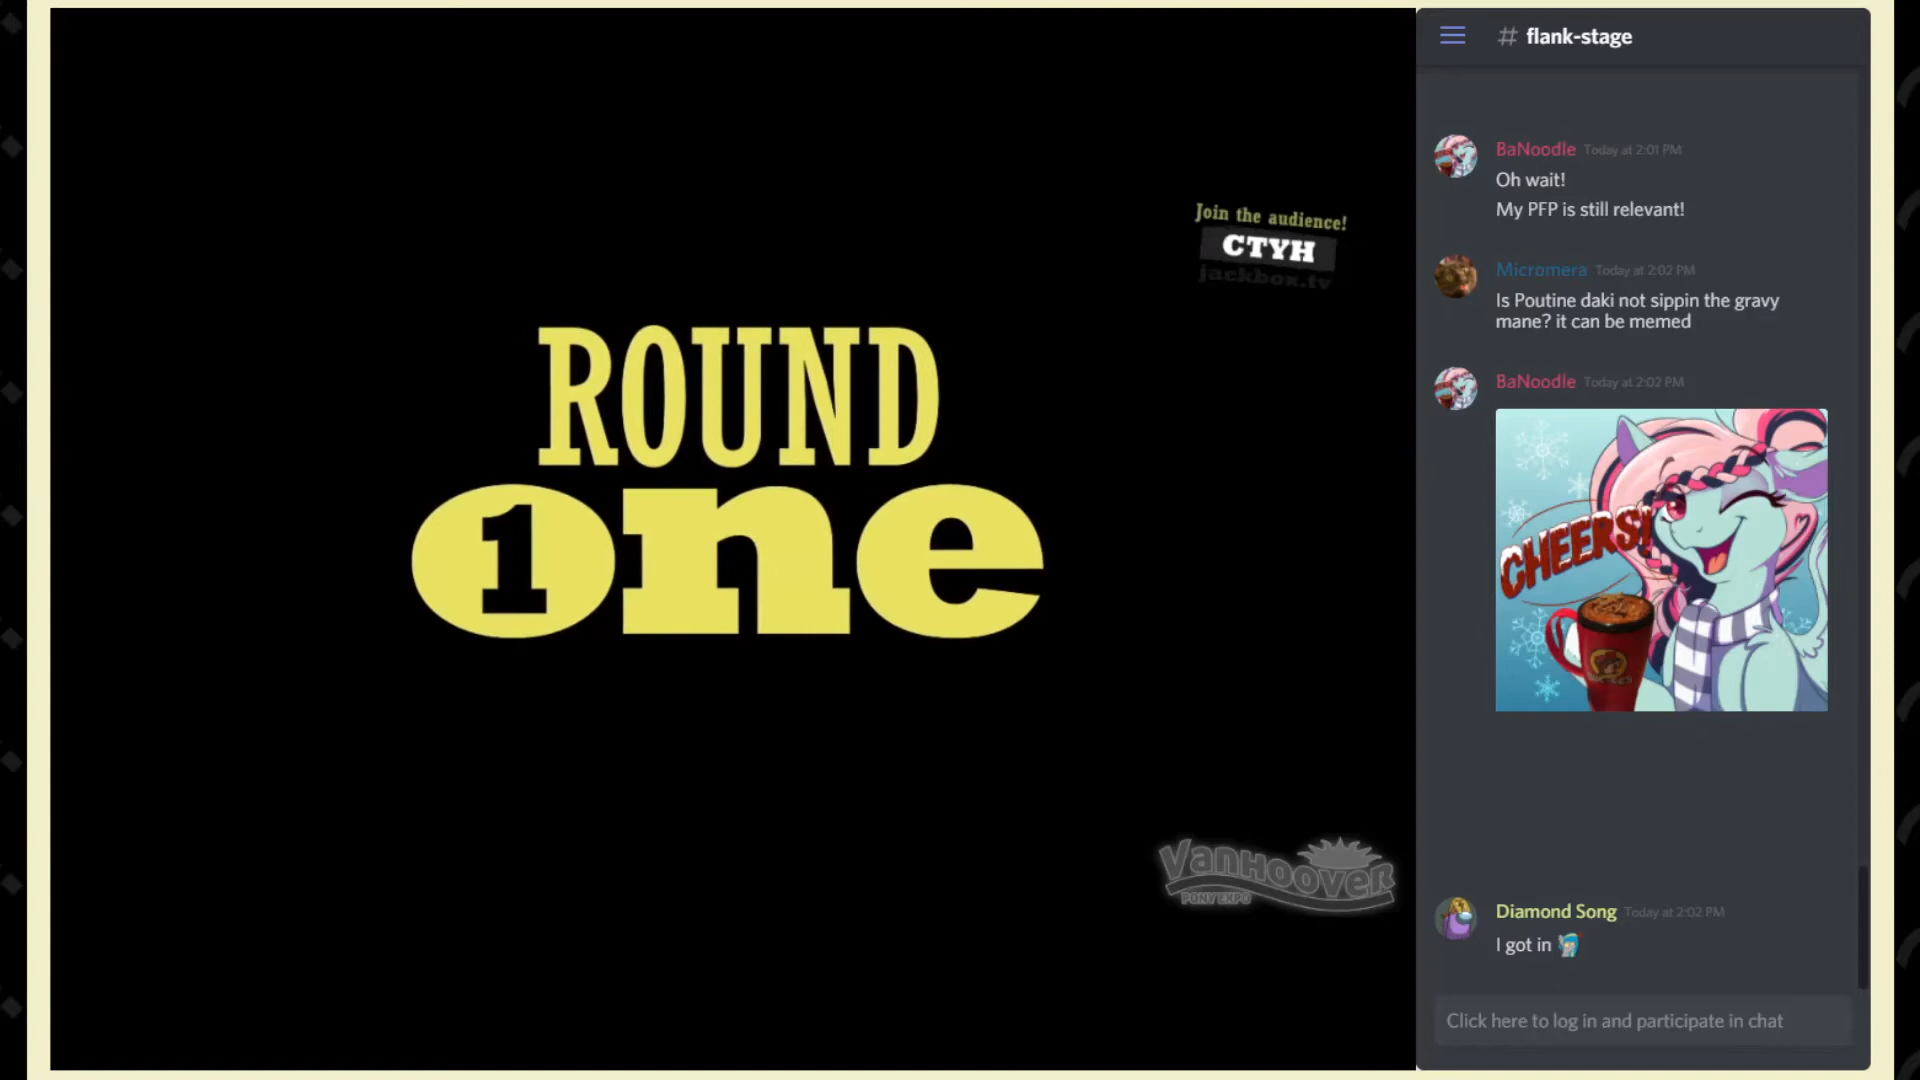 ROUND
1
one
Join the audience!
CTYH
jackbox.tv
VanHoover
PONY EXPO
# flank-stage
BaNoodle Today at 2:01 PM
Oh wait!
My PFP is still relevant!
Micromera Today at 2:02 PM
Is Poutine daki not sippin the gravy
mane? it can be memed
BaNoodle Today at 2:02 PM
CHEERS!
Diamond Song Today at 2:02 PM
I got in
Click here to log in and participate in chat